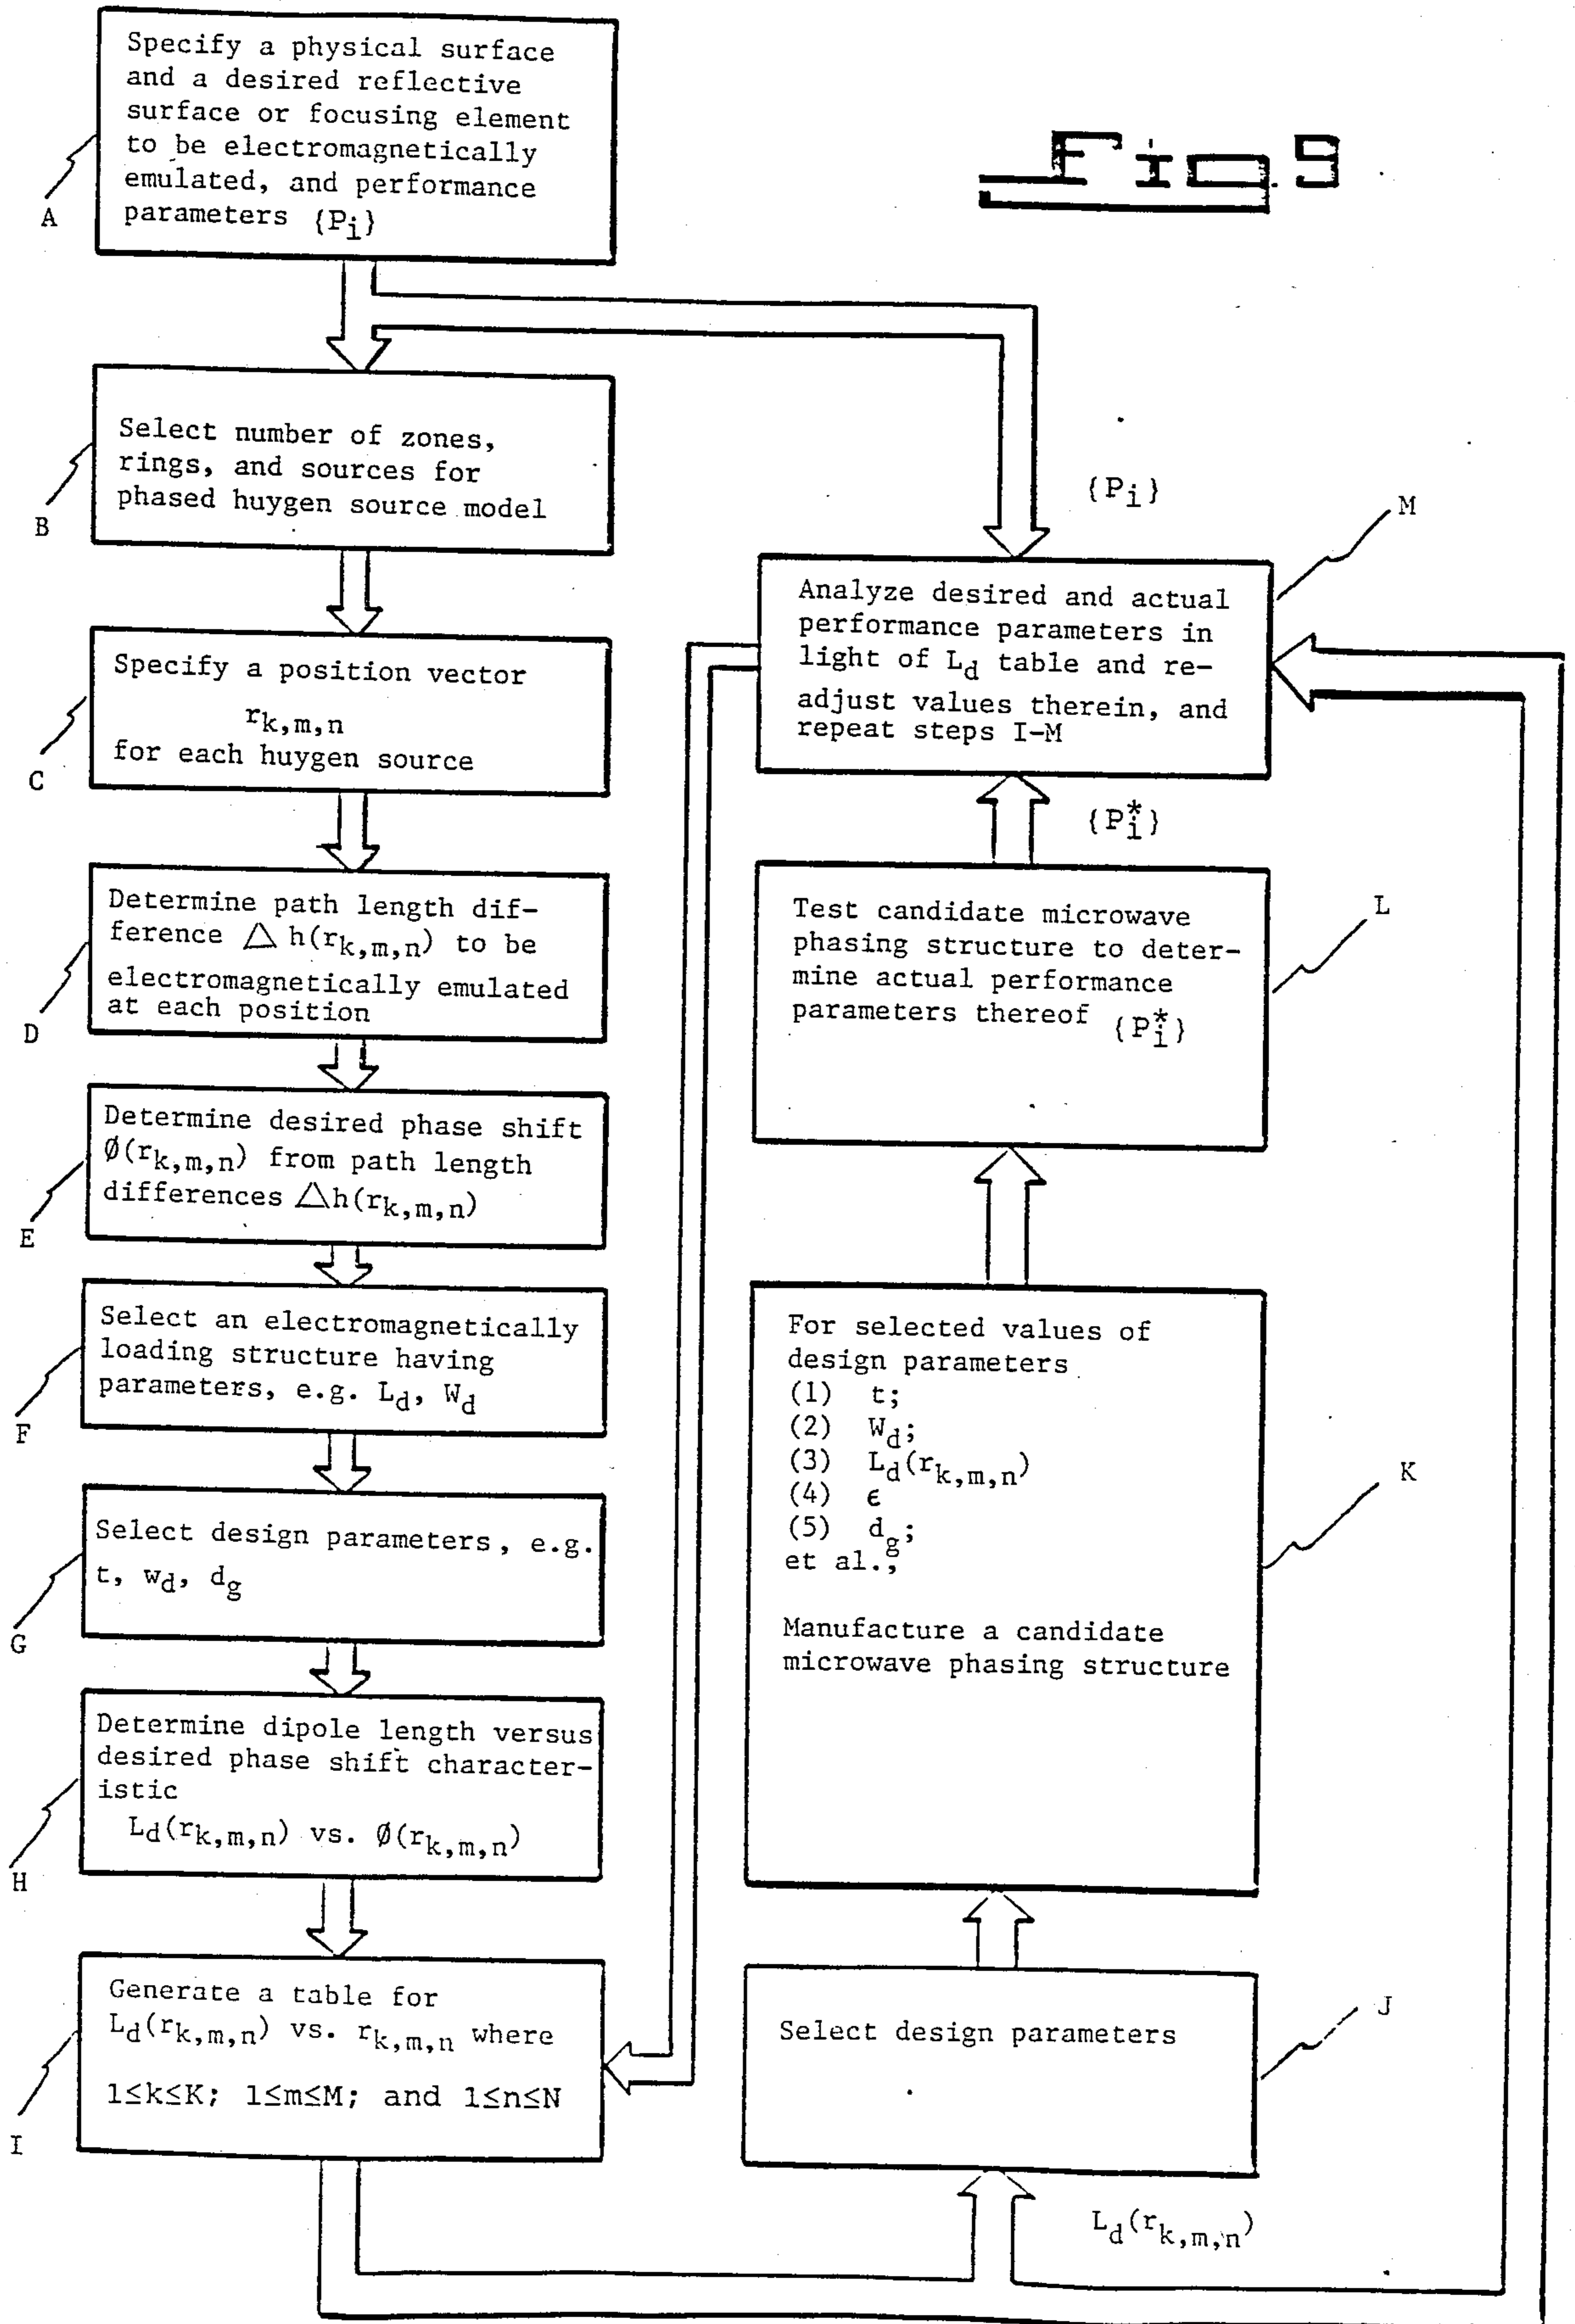 Fig. 9
Specify a physical surface
and a desired reflective
surface or focusing element
to be electromagnetically
emulated, and performance
parameters {Pi}
A
Select number of zones,
rings, and sources for
phased huygen source model
B
Specify a position vector
rk,m,n
for each huygen source
C
Determine path length dif-
ference △ h(rk,m,n) to be
electromagnetically emulated
at each position
D
Determine desired phase shift
Ø(rk,m,n) from path length
differences △h(rk,m,n)
E
Select an electromagnetically
loading structure having
parameters, e.g. Ld, Wd
F
Select design parameters, e.g.
t, wd, dg
G
Determine dipole length versus
desired phase shift character-
istic
Ld(rk,m,n) vs. Ø(rk,m,n)
H
Generate a table for
Ld(rk,m,n) vs. rk,m,n where
1≤k≤K; 1≤m≤M; and 1≤n≤N
I
{Pi}
M
Analyze desired and actual
performance parameters in
light of Ld table and re-
adjust values therein, and
repeat steps I-M
{P*i}
L
Test candidate microwave
phasing structure to deter-
mine actual performance
parameters thereof {P*i}
For selected values of
design parameters
(1) t;
(2) Wd;
(3) Ld(rk,m,n)
(4) ϵ
(5) dg;
et al.,
Manufacture a candidate
microwave phasing structure
K
Select design parameters
J
Ld(rk,m,n)